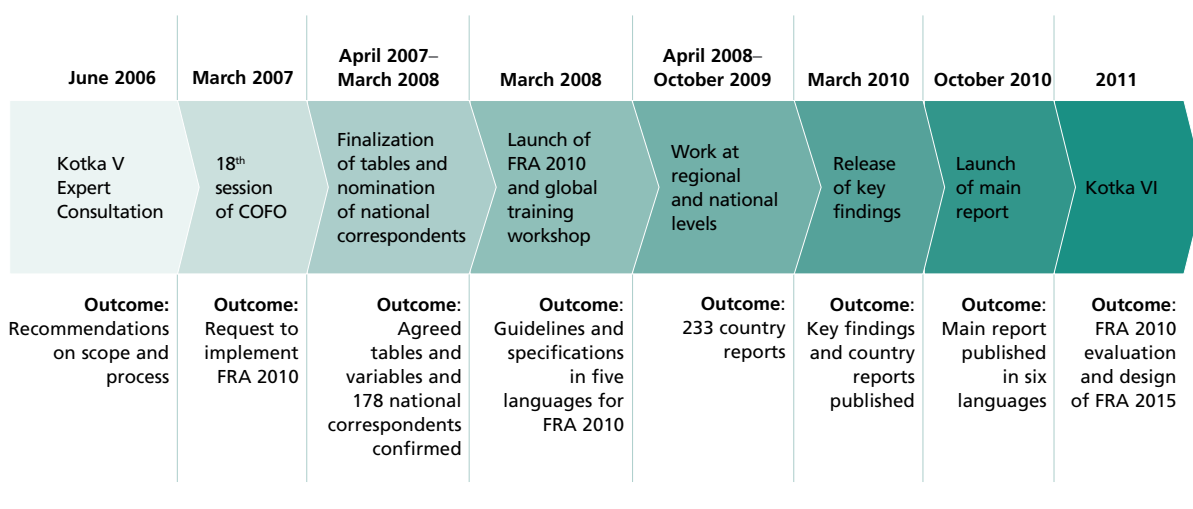 June 2006
Kotka V
Expert
Consultation
Outcome:
Recommendations
on scope and
process
March 2007
18th
session
of COFO
Outcome:
Request to
implement
FRA 2010
April 2007–
March 2008
Finalization
of tables and
nomination
of national
correspondents
Outcome:
Agreed
tables and
variables and
178 national
correspondents
confirmed
March 2008
Launch of
FRA 2010
and global
training
workshop
Outcome:
Guidelines and
specifications
in five
languages for
FRA 2010
April 2008–
October 2009
Work at
regional
and national
levels
Outcome:
233 country
reports
March 2010
Release
of key
findings
Outcome:
Key findings
and country
reports
published
October 2010
Launch
of main
report
Outcome:
Main report
published
in six
languages
2011
Kotka VI
Outcome:
FRA 2010
evaluation
and design
of FRA 2015